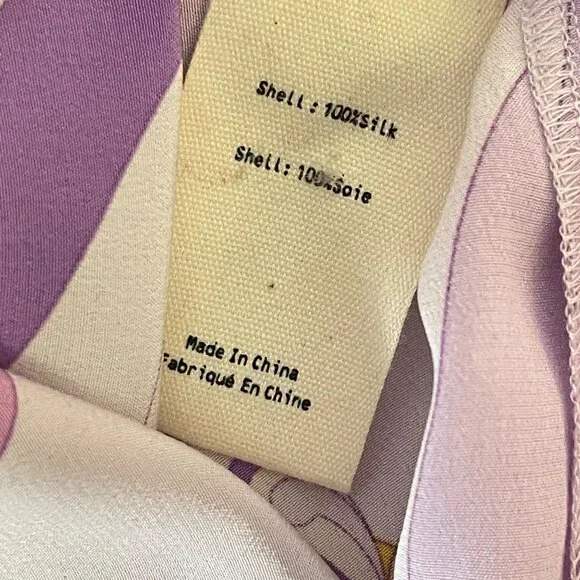 Shell: 100%Silk
Shell: 100%Soie
Made In China
Fabriqué En Chine